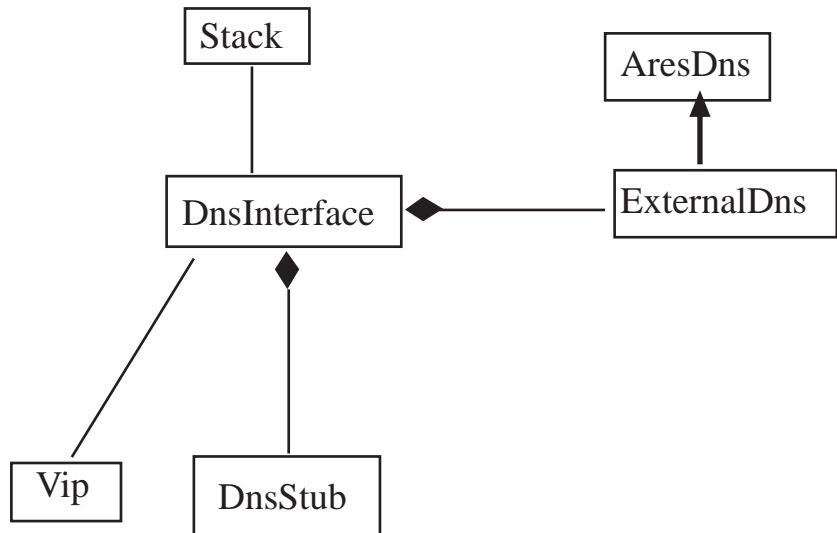 Stack
AresDns
DnsInterface
ExternalDns
Vip
DnsStub